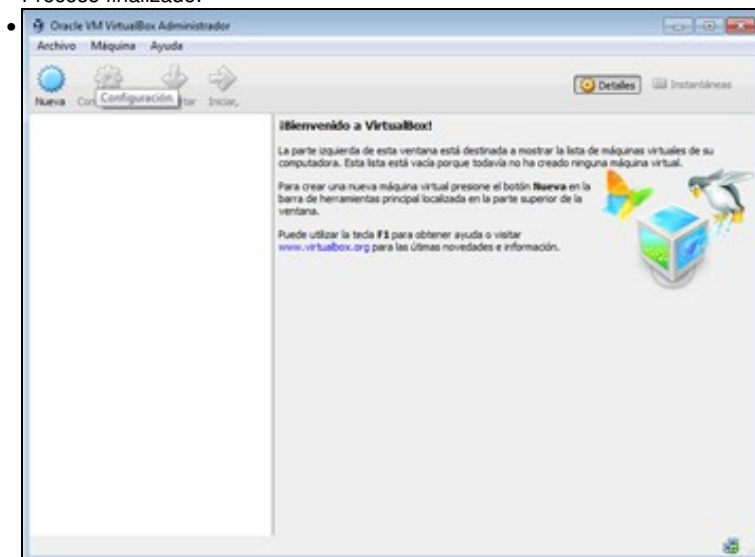 Proceso finalizado.
Oracle VM VirtualBox Administrador
Archivo Máquina Ayuda
Nueva Con Configuración tar Iniciar,
Detalles Instantáneas
¡Bienvenido a VirtualBox!
La parte izquierda de esta ventana está destinada a mostrar la lista de máquinas virtuales de su
computadora. Esta lista está vacía porque todavía no ha creado ninguna máquina virtual.
Para crear una nueva máquina virtual presione el botón Nueva en la
barra de herramientas principal localizada en la parte superior de la
ventana.
Puede utilizar la tecla F1 para obtener ayuda o visitar
www.virtualbox.org para las útimas novedades e información.